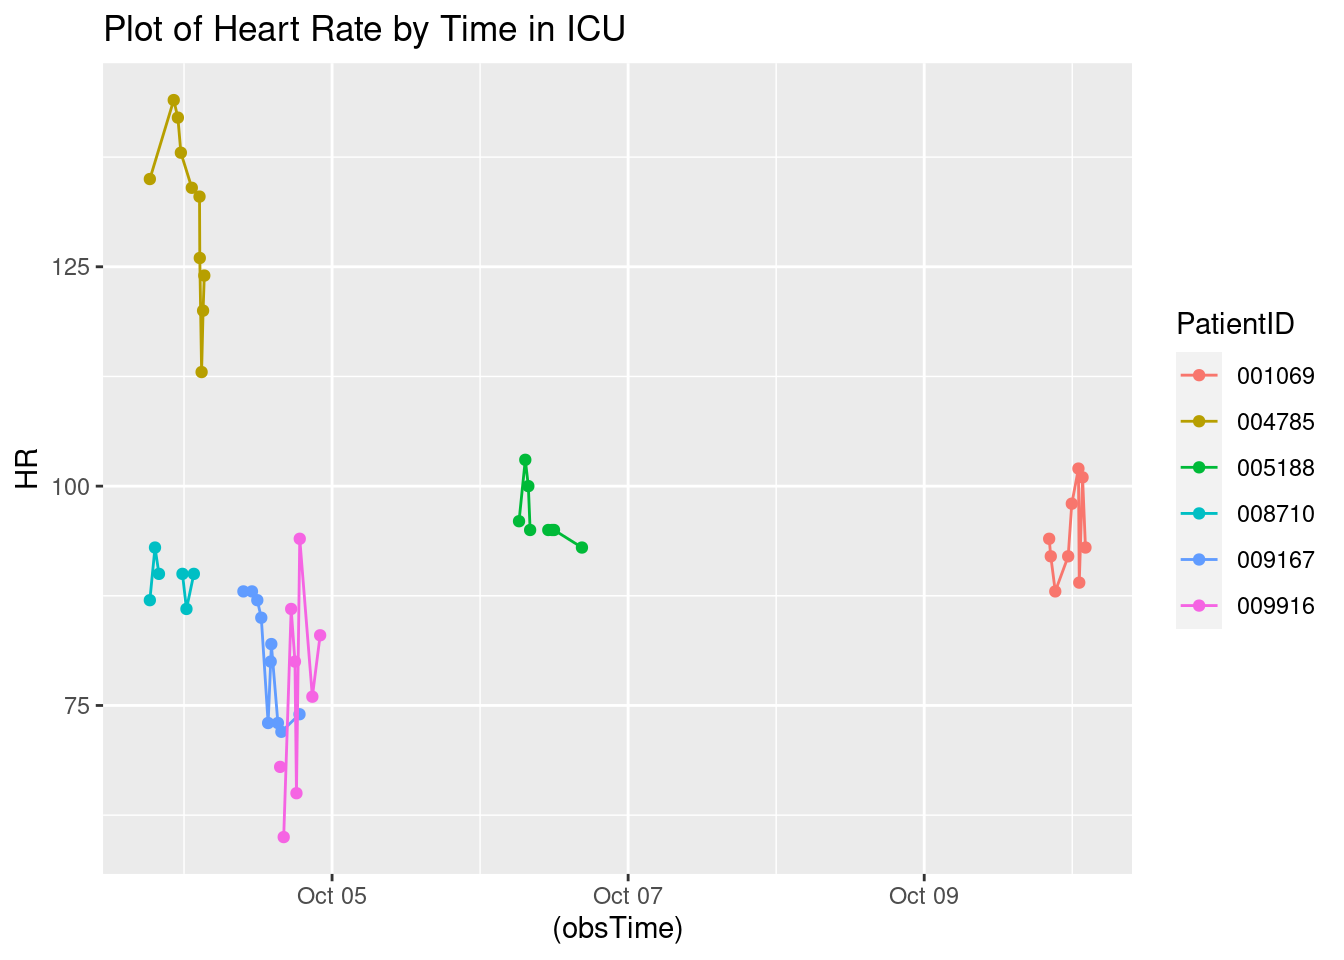 Plot of Heart Rate by Time in ICU
HR
125
100
75
Oct 05
Oct 07
Oct 09
(obsTime)
PatientID
001069
004785
005188
008710
009167
009916